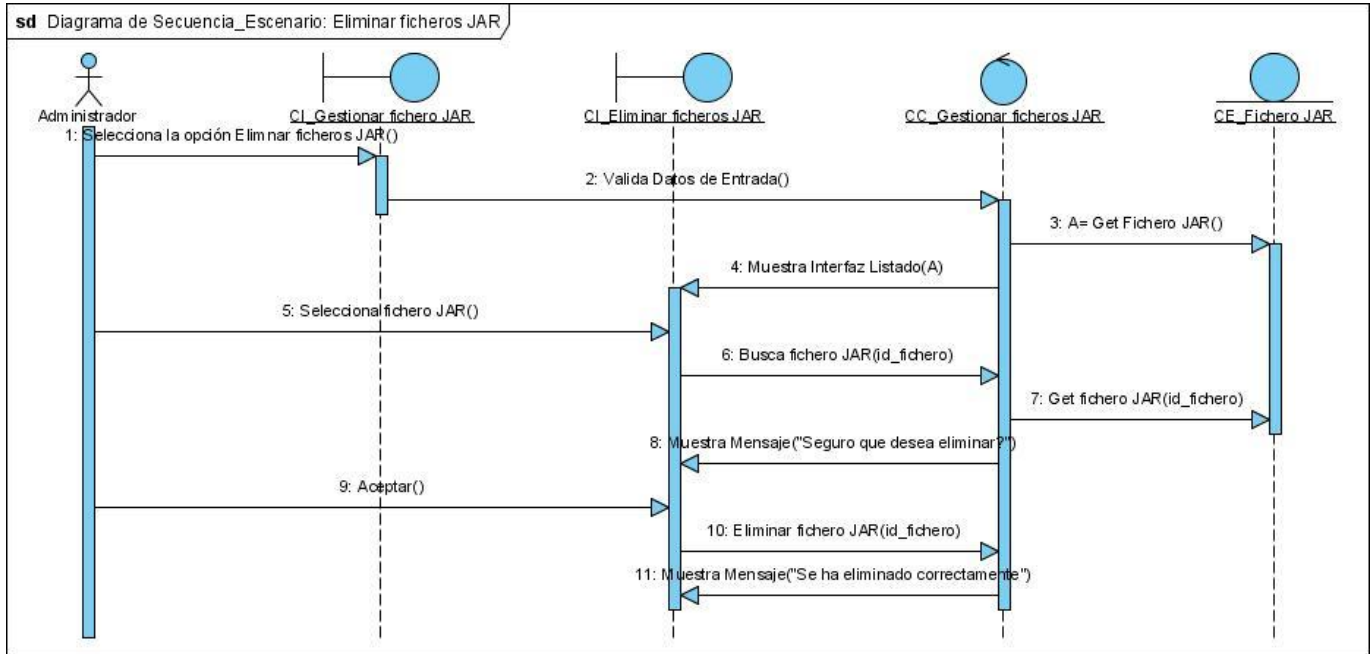 sd Diagrama de Secuencia_Escenario: Eliminar ficheros JAR
Administrador
CI_Gestionar fichero JAR
CI_Eliminar ficheros JAR
CC_Gestionar ficheros JAR
CE_Fichero JAR
1: Selecciona la opción Elimnar ficheros JAR()
2: Valida Datos de Entrada()
3: A= Get Fichero JAR()
4: Muestra Interfaz Listado(A)
5: Selecciona fichero JAR()
6: Busca fichero JAR(id_fichero)
7: Get fichero JAR(id_fichero)
8: Muestra Mensaje("Seguro que desea eliminar?")
9: Aceptar()
10: Eliminar fichero JAR(id_fichero)
11: Muestra Mensaje("Se ha eliminado correctamente")